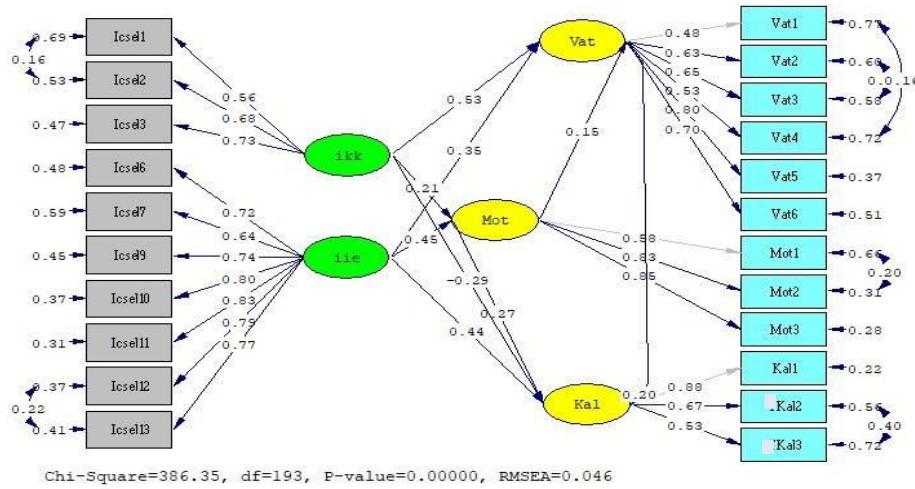 0.69 Icsel1
0.16
0.53 Icsel2
0.47 Icsel3
0.48 Icsel6
0.59 Icsel7
0.45 Icsel9
0.37 Icsel10
0.31 Icsel11
0.37 Icsel12
0.22
0.41 Icsel13
0.56
0.68
0.73
ikk
0.72
0.64
0.74
0.80
0.83
0.79
0.77
iie
0.53
0.35
0.21
0.45
-0.29
0.44
0.27
Vat
Mot
Kal
0.15
0.20
0.48
0.63
0.65
0.53
0.80
0.70
0.58
0.83
0.85
0.88
0.67
0.53
Vat1 0.77
Vat2
Vat3 0.58
Vat4 0.72
Vat5 0.37
Vat6 0.51
Mot1 0.66
0.20
Mot2 0.31
Mot3 0.28
Kal1 0.22
Kal2 0.56
0.40
Kal3 0.72
Chi-Square=386.35, df=193, P-value=0.00000, RMSEA=0.046